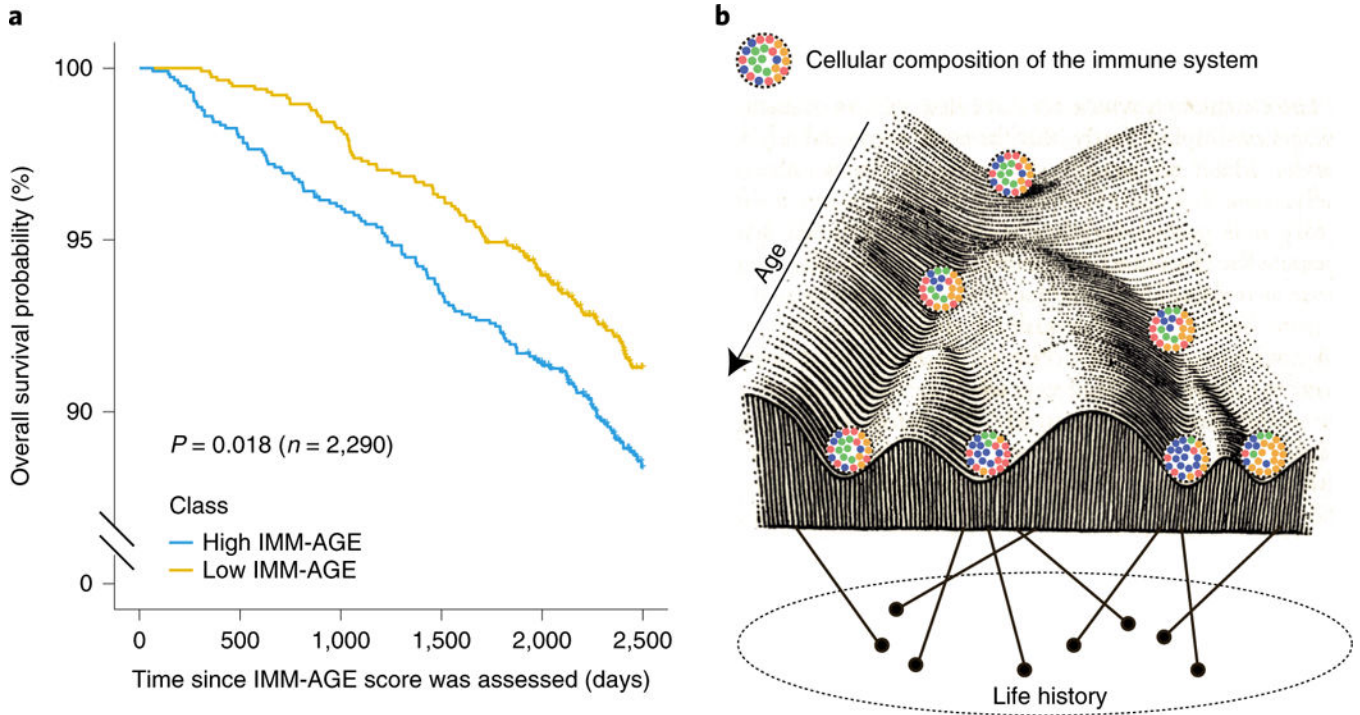 a
Overall survival probability (%)
100
95
90
0
P = 0.018 (n = 2,290)
Class
High IMM-AGE
Low IMM-AGE
0
500
1,000
1,500
2,000
2,500
Time since IMM-AGE score was assessed (days)
b
Cellular composition of the immune system
Age
Life history